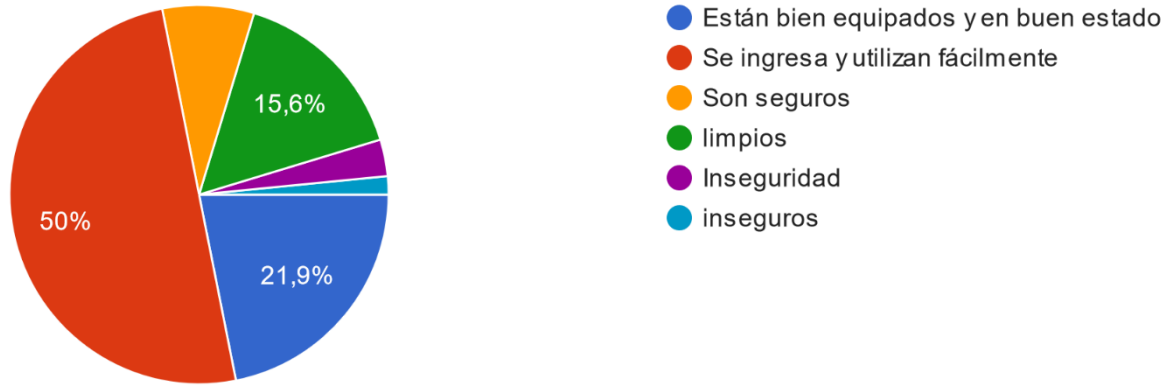 15,6%
50%
21,9%
Están bien equipados y en buen estado
Se ingresa y utilizan fácilmente
Son seguros
limpios
Inseguridad
inseguros